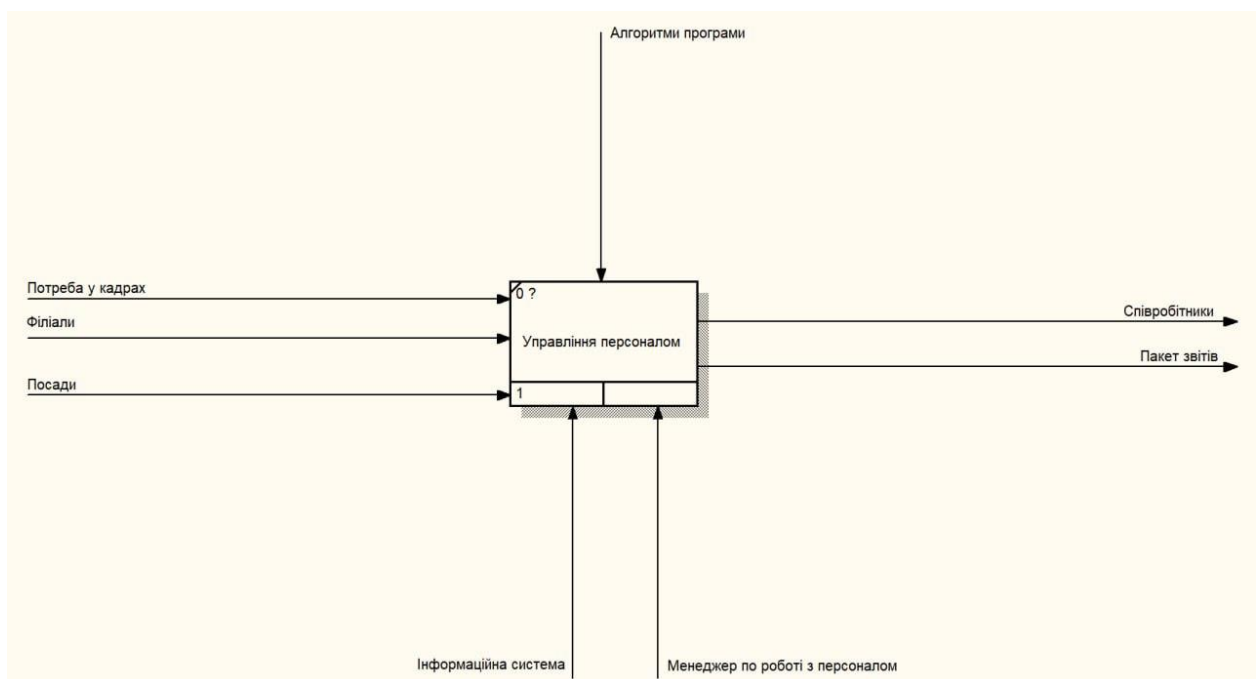 Алгоритми програми
Потреба у кадрах
0 ?
Філіали
Співробітники
Управління персоналом
Пакет звітів
Посади
1
Інформаційна система
Менеджер по роботі з персоналом